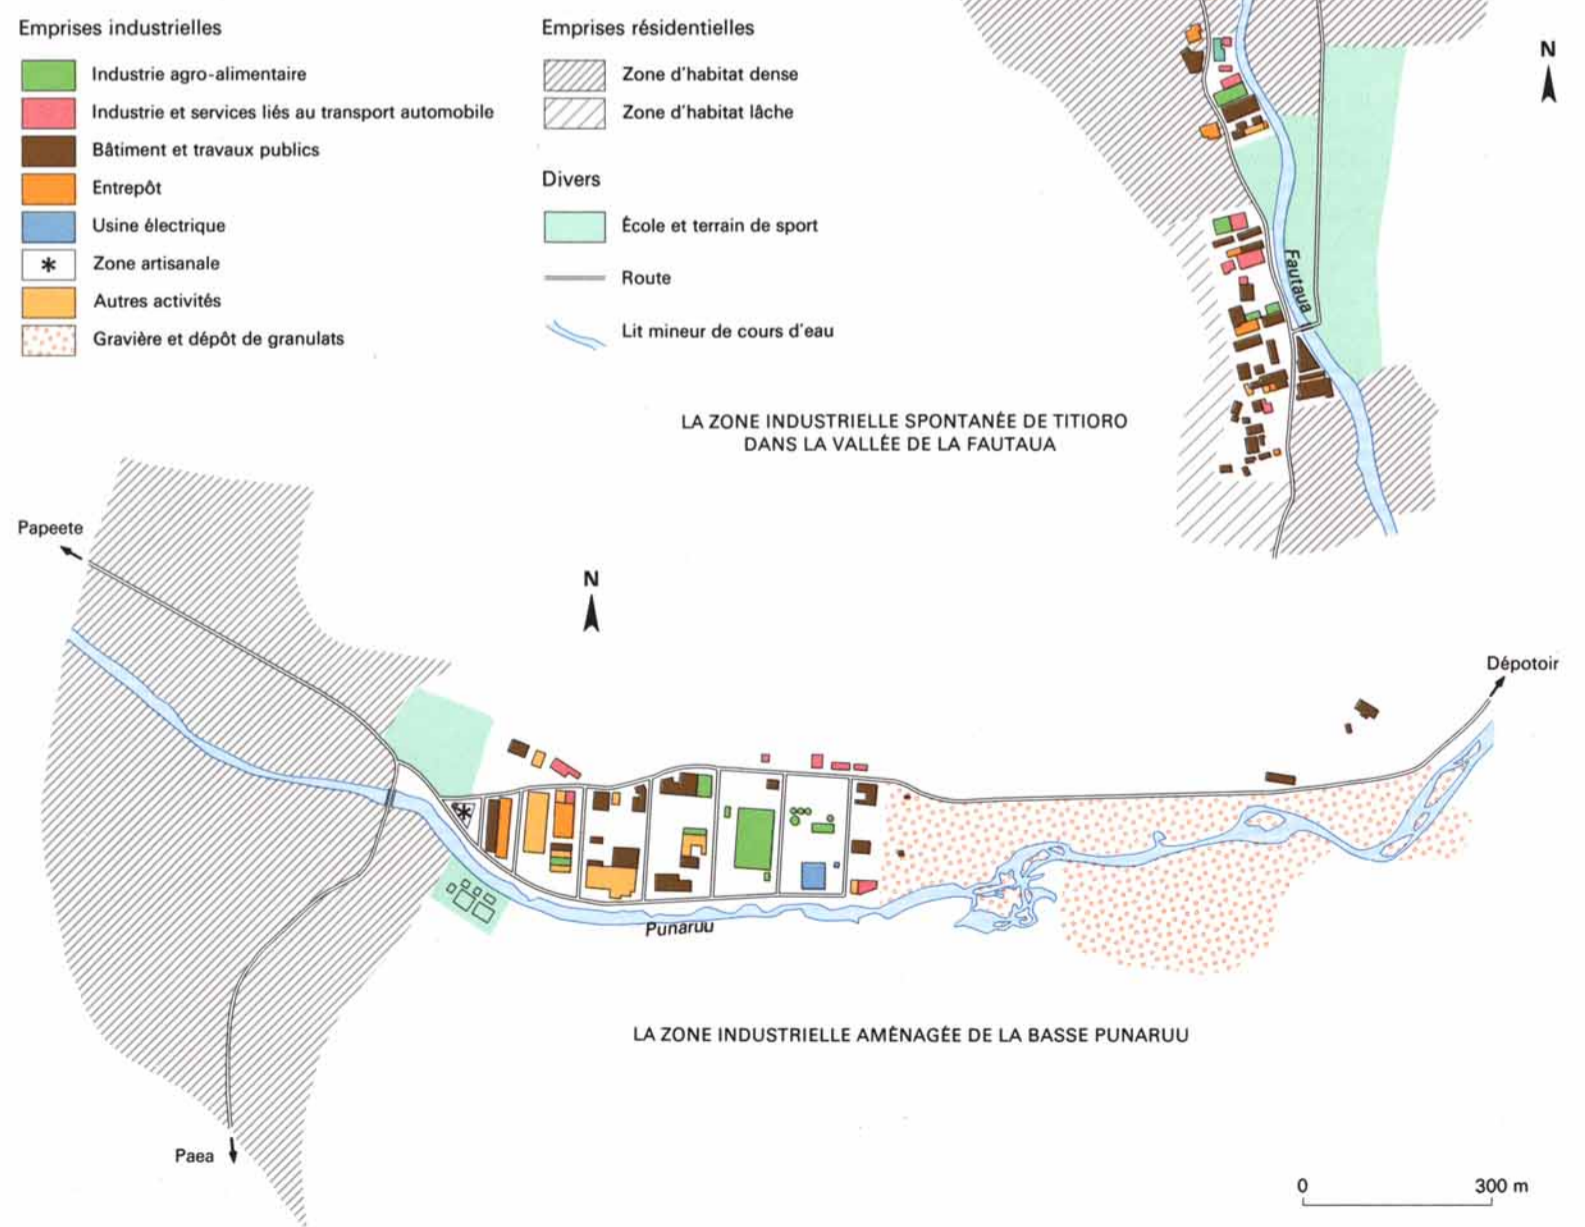 Emprises industrielles
Industrie agro-alimentaire
Industrie et services liés au transport automobile
Bâtiment et travaux publics
Entrepôt
Usine électrique
* Zone artisanale
Autres activités
Gravière et dépôt de granulats
Emprises résidentielles
Zone d'habitat dense
Zone d'habitat lâche
Divers
École et terrain de sport
Route
Lit mineur de cours d'eau
N
Fautaua
LA ZONE INDUSTRIELLE SPONTANÉE DE TITIORO
DANS LA VALLÉE DE LA FAUTAUA
Papeete
N
Dépotoir
*
Punaruu
LA ZONE INDUSTRIELLE AMÉNAGÉE DE LA BASSE PUNARUU
Paea
0 300 m